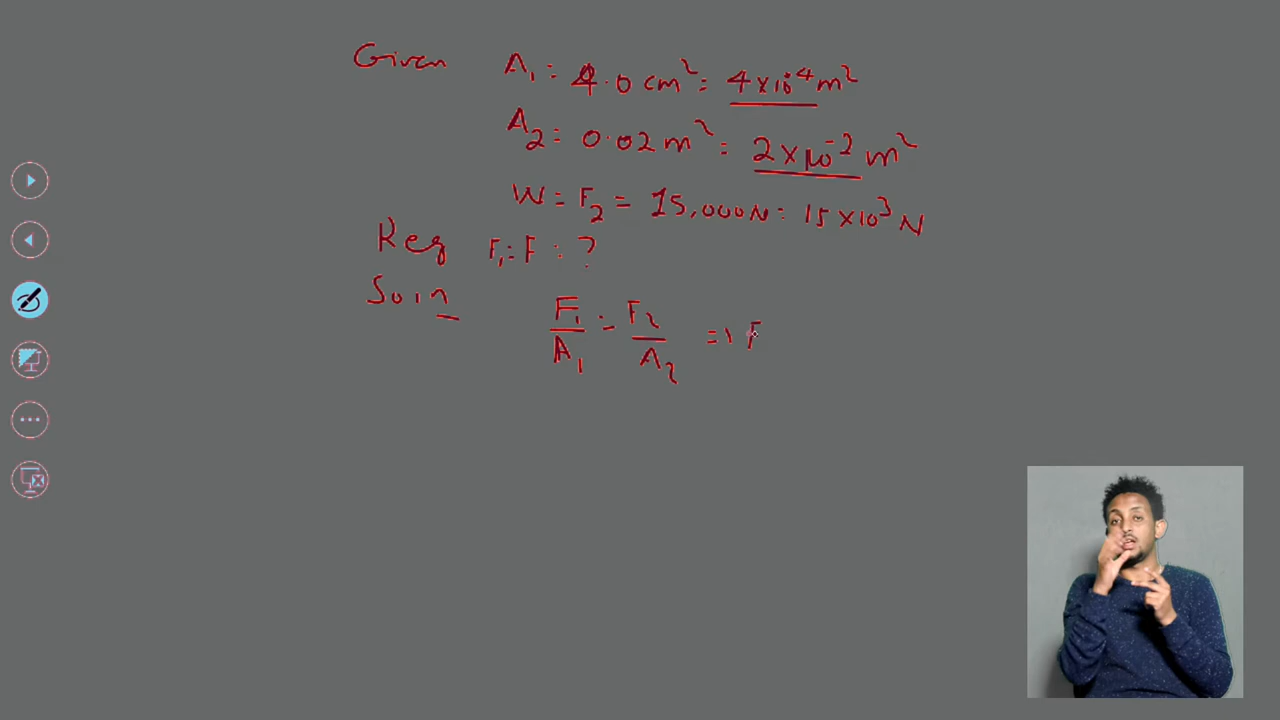 Given A₁ = 4.0 cm² = 4×10⁻⁴ m²
A₂ = 0.02 m² = 2×10⁻² m²
W = F₂ = 15,000N = 15×10³ N
Req F₁ = F = ?
Soln F₁/A₁ = F₂/A₂ => F